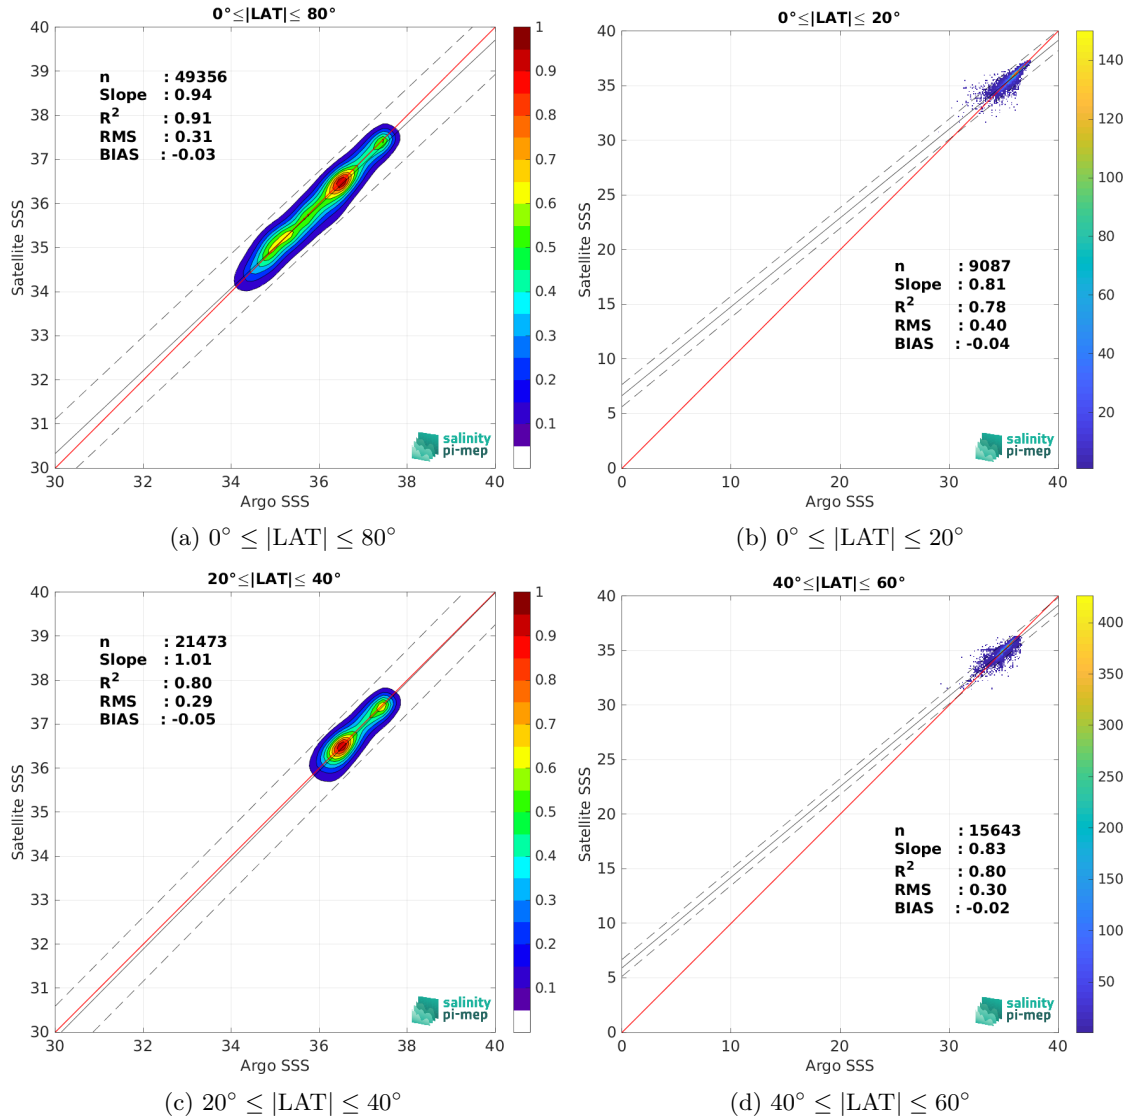 0°≤|LAT|≤ 80°
40
39
38
37
36
35
34
33
32
31
30
Satellite SSS
n : 49356
Slope : 0.94
R2 : 0.91
RMS : 0.31
BIAS : -0.03
salinity
pi-mep
30 32 34 36 38 40
Argo SSS
1
0.9
0.8
0.7
0.6
0.5
0.4
0.3
0.2
0.1
(a) 0° ≤ |LAT| ≤ 80°
0°≤|LAT|≤ 20°
40
35
30
25
20
15
10
5
0
Satellite SSS
n : 9087
Slope : 0.81
R2 : 0.78
RMS : 0.40
BIAS : -0.04
salinity
pi-mep
0 10 20 30 40
Argo SSS
140
120
100
80
60
40
20
(b) 0° ≤ |LAT| ≤ 20°
20°≤|LAT|≤ 40°
40
39
38
37
36
35
34
33
32
31
30
Satellite SSS
n : 21473
Slope : 1.01
R2 : 0.80
RMS : 0.29
BIAS : -0.05
salinity
pi-mep
30 32 34 36 38 40
Argo SSS
1
0.9
0.8
0.7
0.6
0.5
0.4
0.3
0.2
0.1
(c) 20° ≤ |LAT| ≤ 40°
40°≤|LAT|≤ 60°
40
35
30
25
20
15
10
5
0
Satellite SSS
n : 15643
Slope : 0.83
R2 : 0.80
RMS : 0.30
BIAS : -0.02
salinity
pi-mep
0 10 20 30 40
Argo SSS
400
350
300
250
200
150
100
50
(d) 40° ≤ |LAT| ≤ 60°